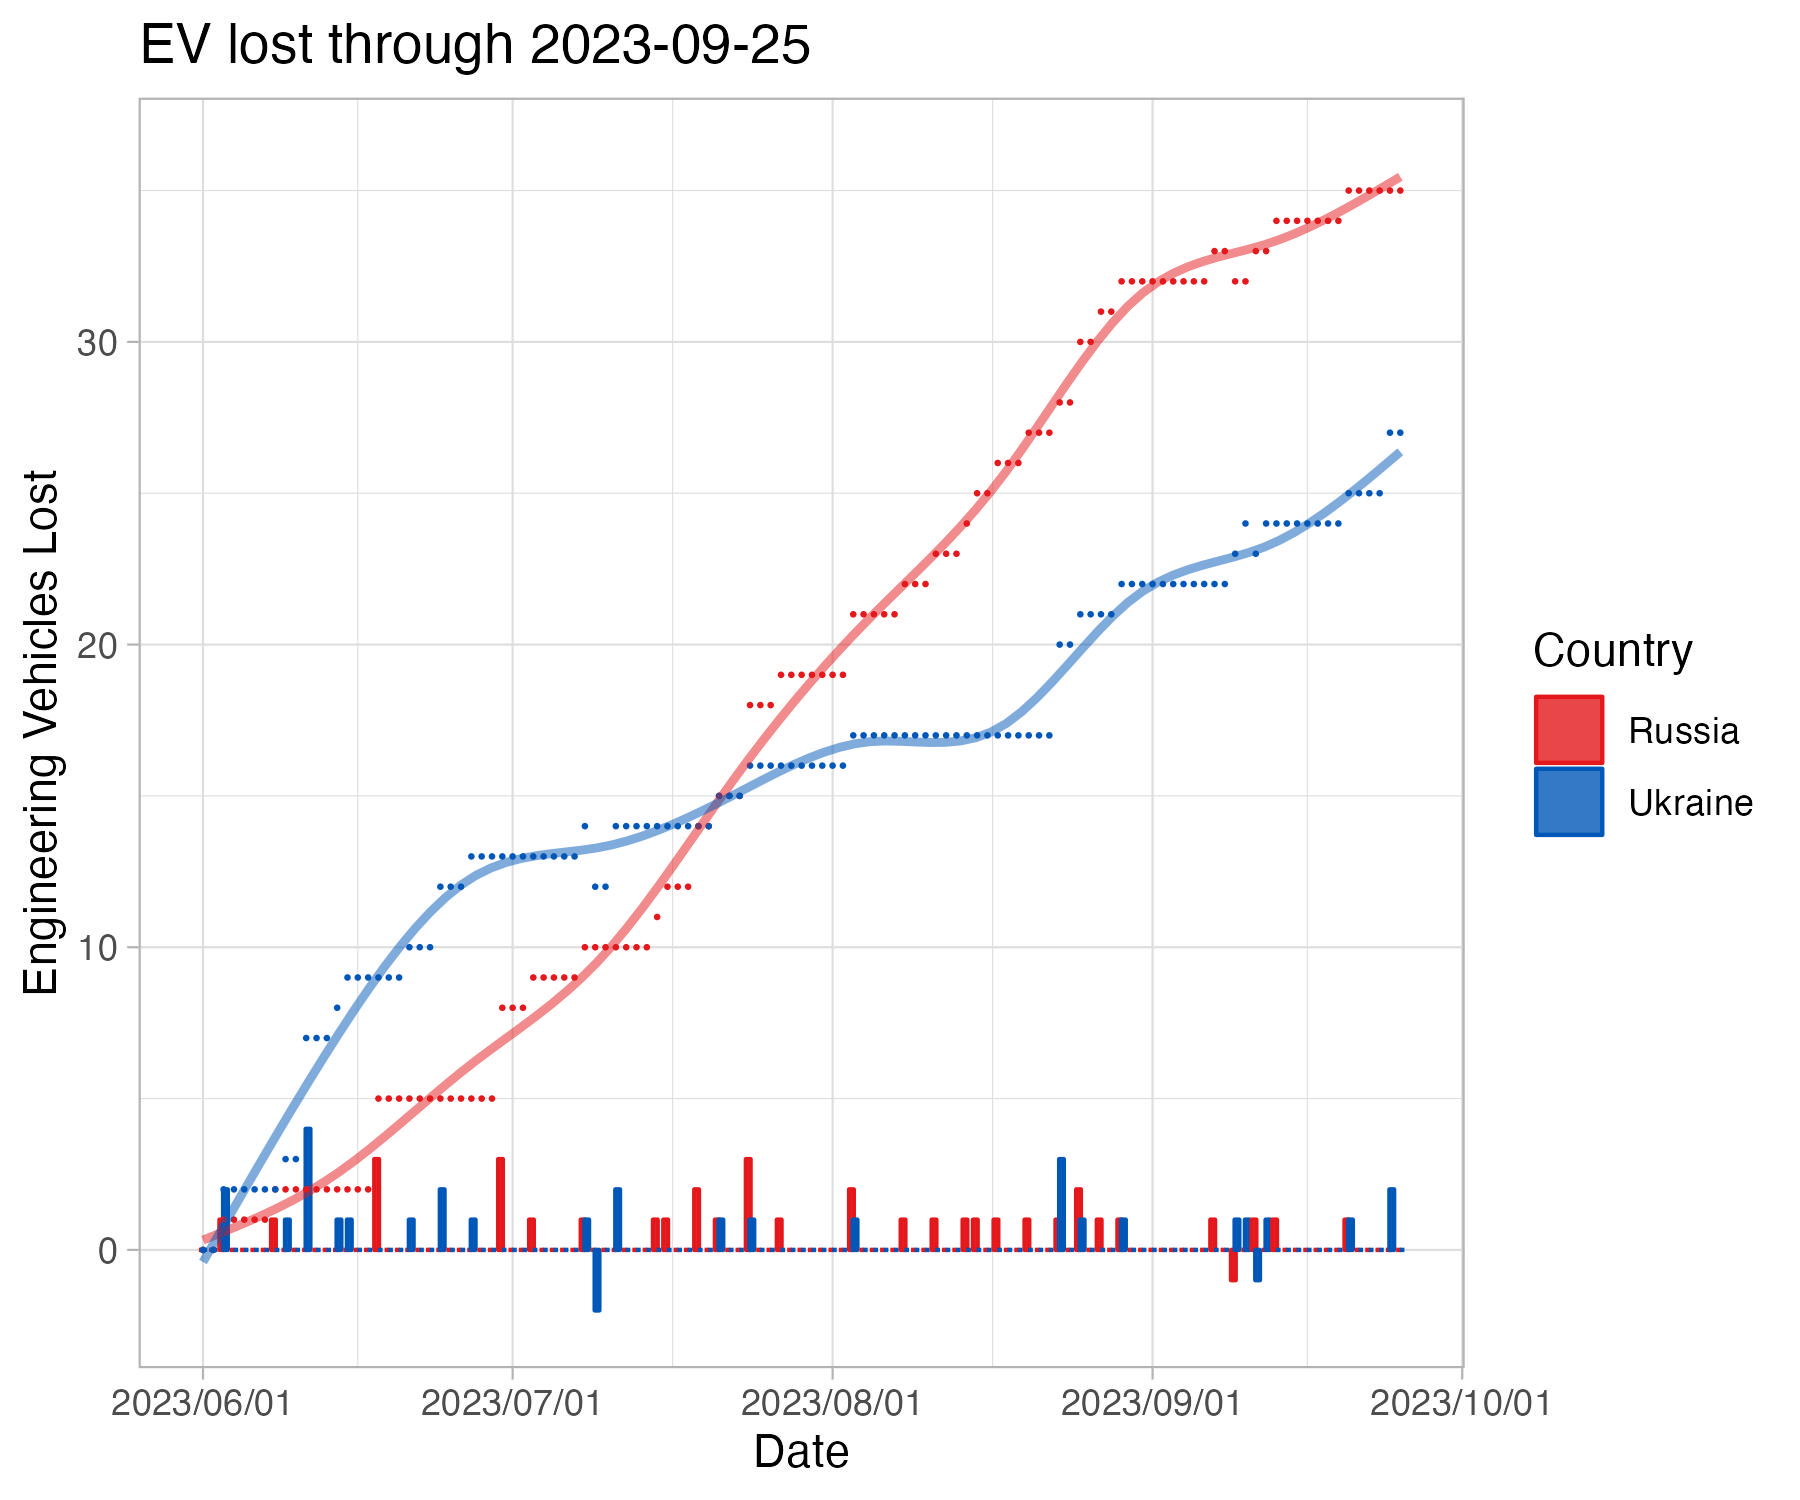 EV lost through 2023-09-25
Engineering Vehicles Lost
30
20
10
0
2023/06/01
2023/07/01
2023/08/01
2023/09/01
2023/10/01
Date
Country
Russia
Ukraine